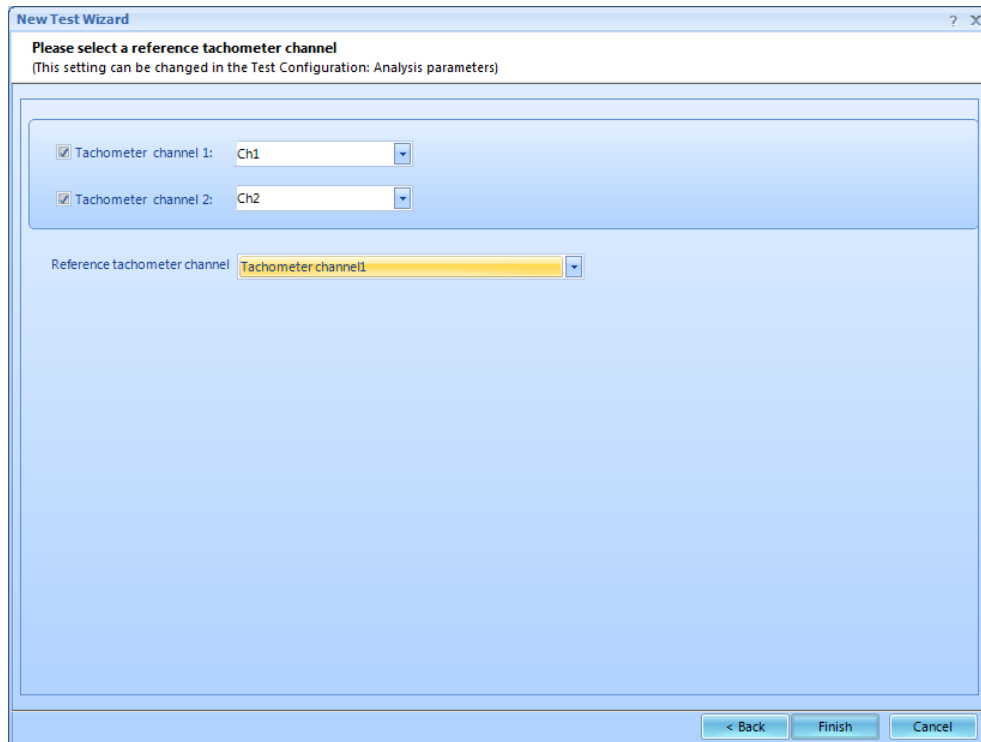 New Test Wizard ? X
Please select a reference tachometer channel
(This setting can be changed in the Test Configuration: Analysis parameters)
Tachometer channel 1: Ch1
Tachometer channel 2: Ch2
Reference tachometer channel Tachometer channel1
< Back Finish Cancel